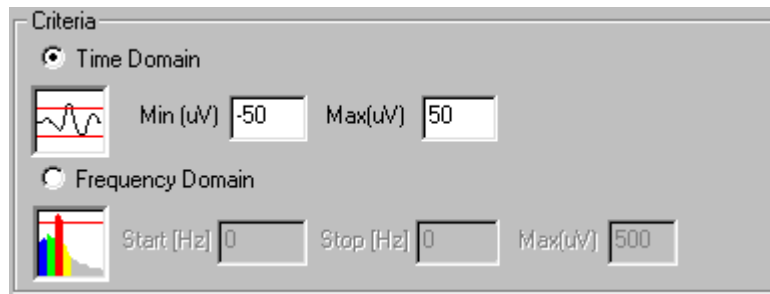 Criteria
Time Domain
Min (uV) -50 Max(uV) 50
Frequency Domain
Start [Hz] 0 Stop [Hz] 0 Max(uV) 500